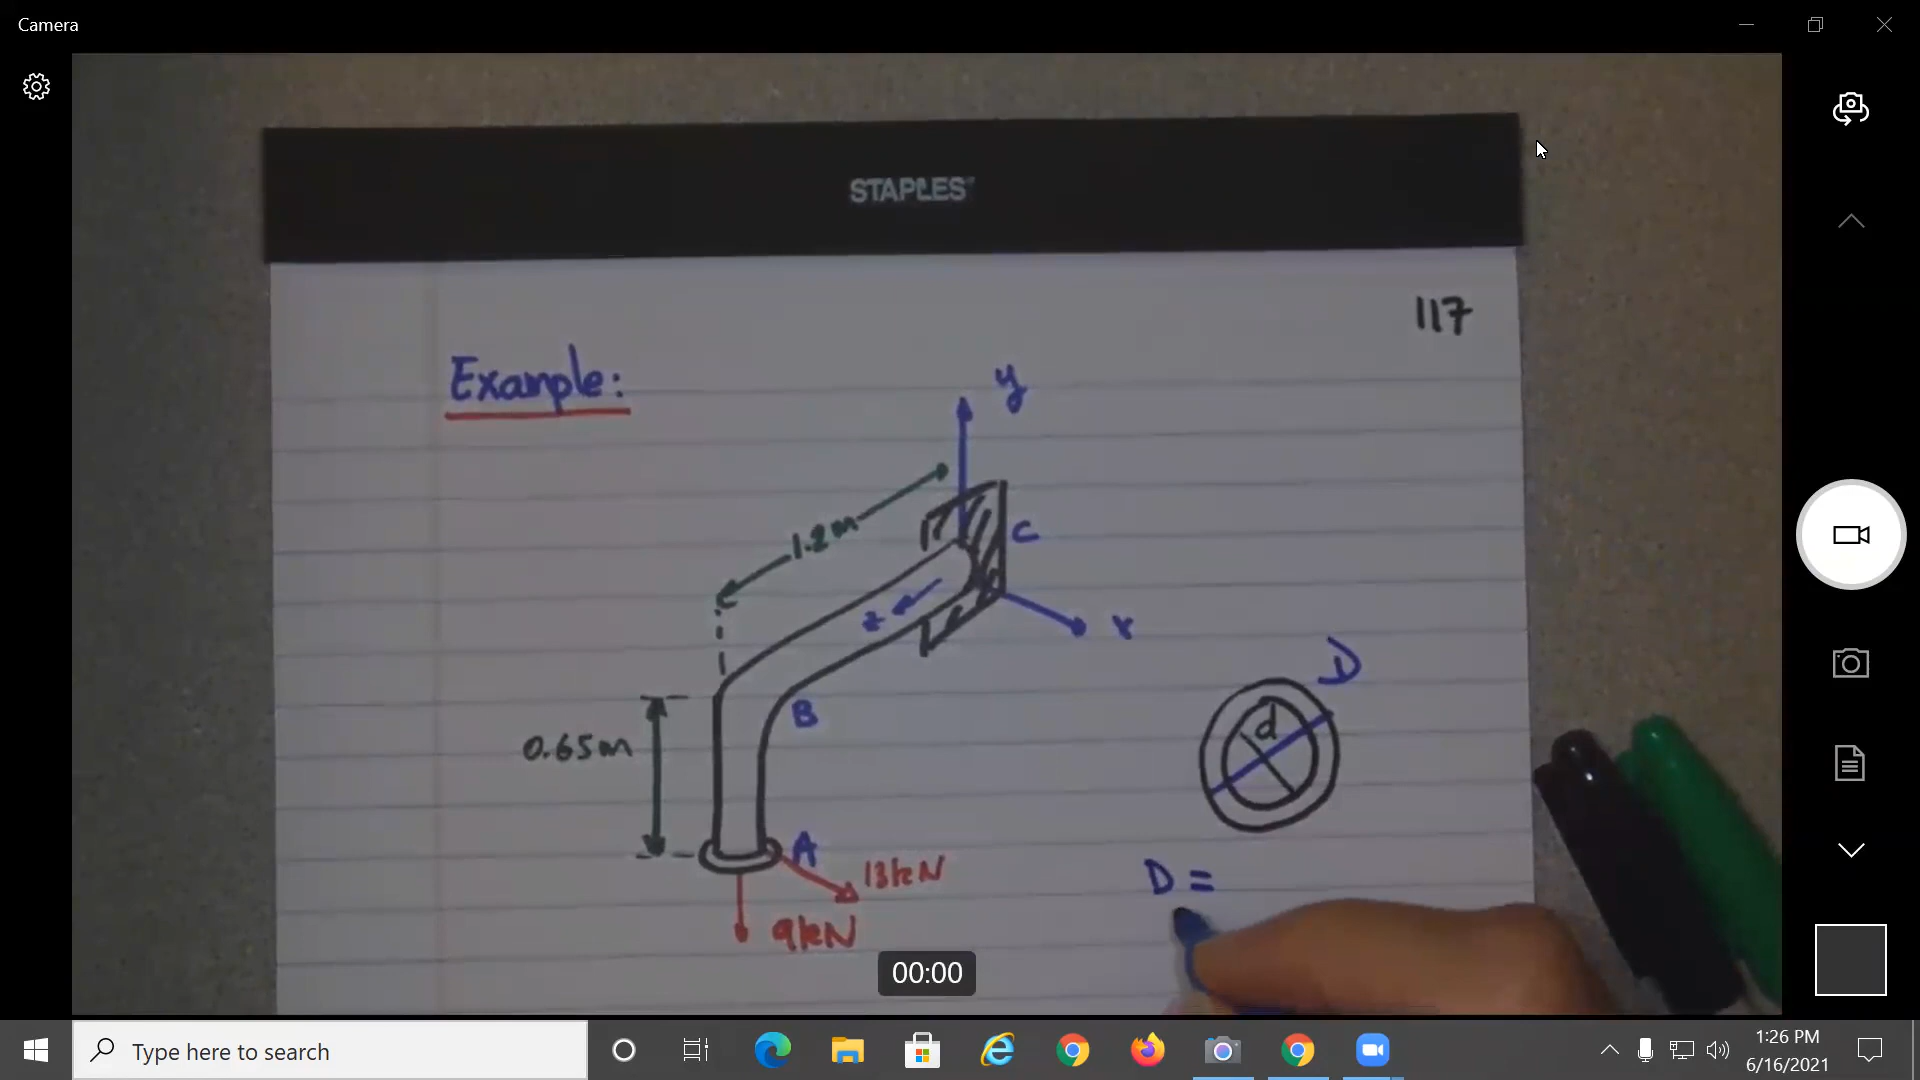 Camera
STAPLES
117
Example:
y
1.2m
C
z
x
D
d
B
0.65m
A
13kN
D =
9kN
00:00
Type here to search
1:26 PM
6/16/2021